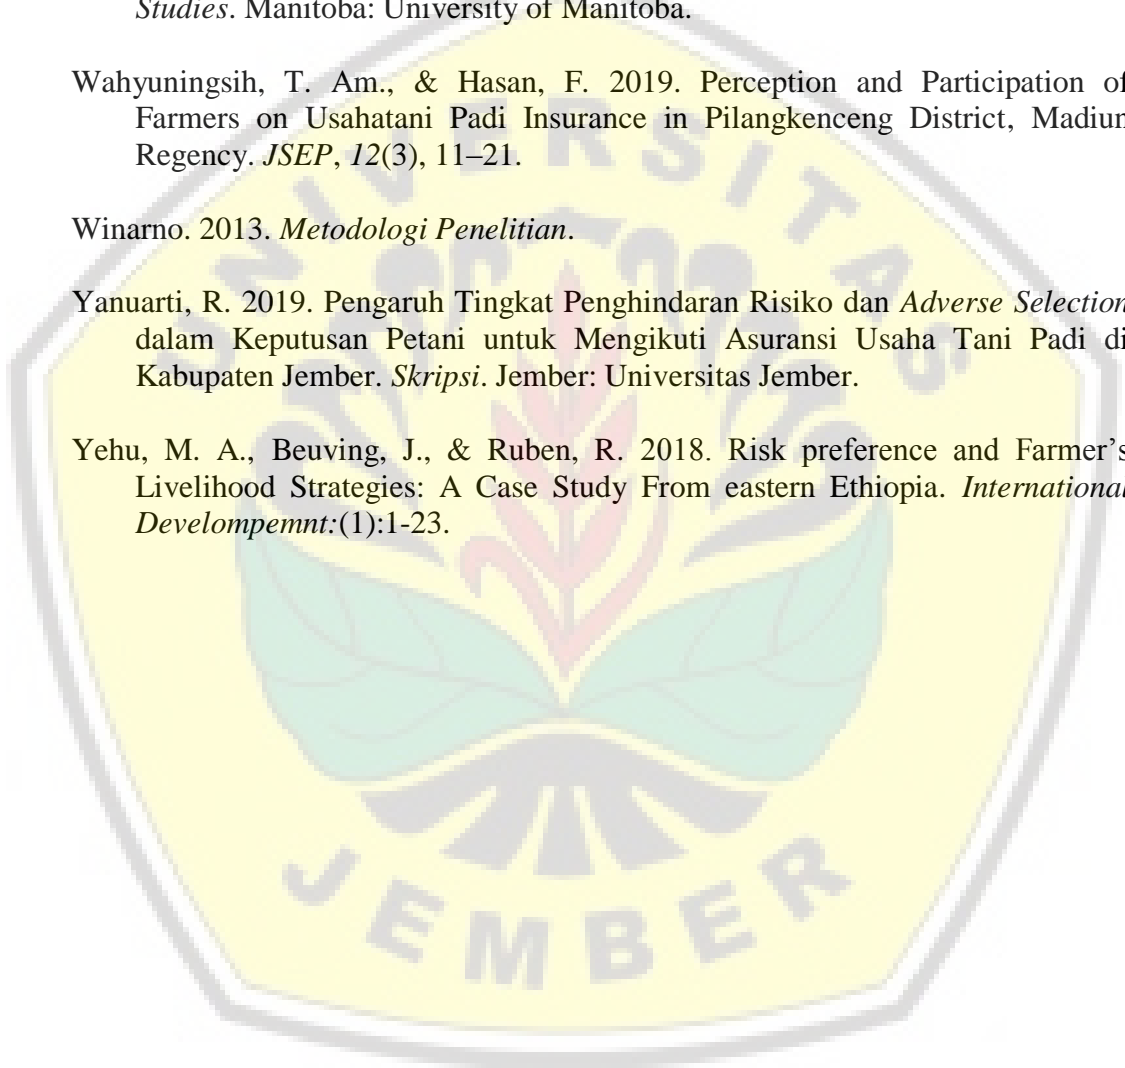 Studies. Manitoba: University of Manitoba.
Wahyuningsih, T. Am., & Hasan, F. 2019. Perception and Participation of
Farmers on Usahatani Padi Insurance in Pilangkenceng District, Madiun
Regency. JSEP, 12(3), 11–21.
Winarno. 2013. Metodologi Penelitian.
Yanuarti, R. 2019. Pengaruh Tingkat Penghindaran Risiko dan Adverse Selection
dalam Keputusan Petani untuk Mengikuti Asuransi Usaha Tani Padi di
Kabupaten Jember. Skripsi. Jember: Universitas Jember.
Yehu, M. A., Beuving, J., & Ruben, R. 2018. Risk preference and Farmer's
Livelihood Strategies: A Case Study From eastern Ethiopia. International
Develompemnt:(1):1-23.
UNIVERSITAS
JEMBER